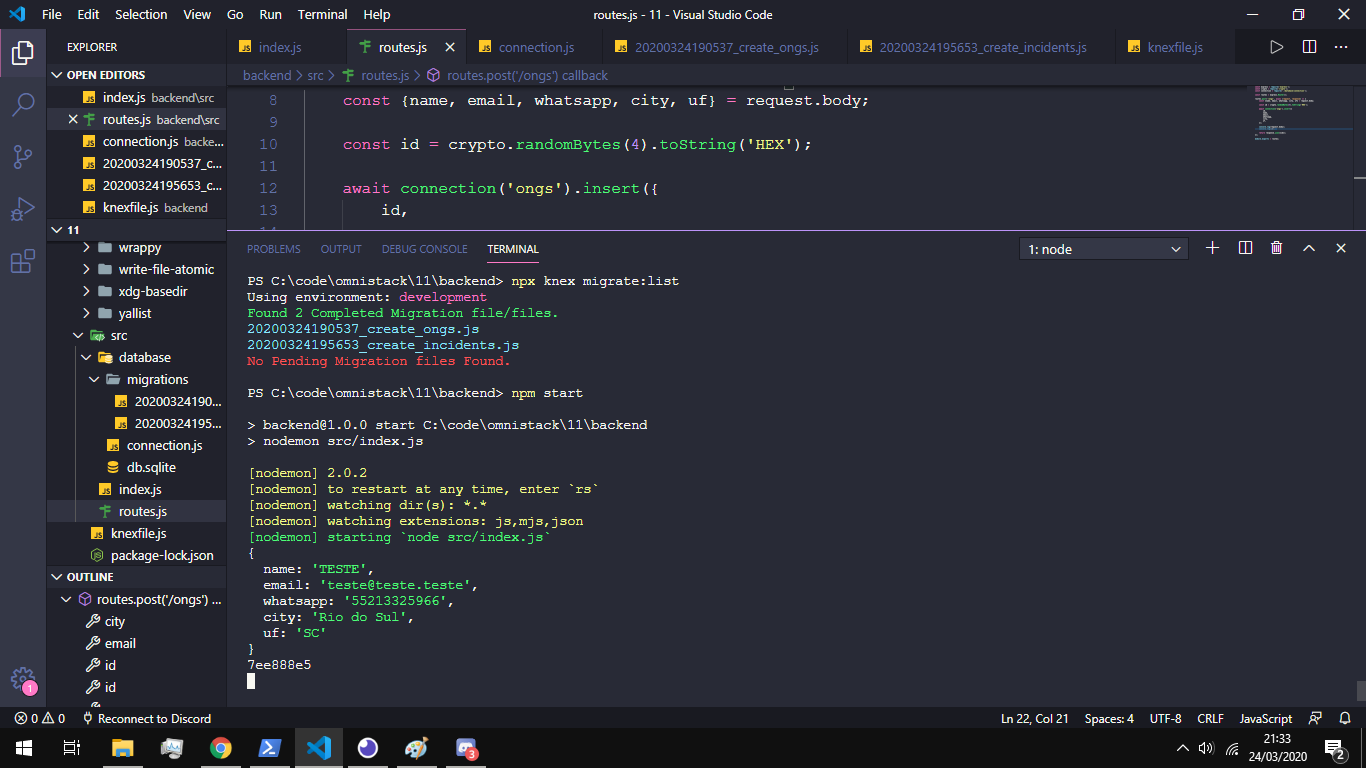 File Edit Selection View Go Run Terminal Help
routes.js - 11 - Visual Studio Code
EXPLORER
index.js
routes.js
connection.js
20200324190537_create_ongs.js
20200324195653_create_incidents.js
knexfile.js
OPEN EDITORS
index.js backend\src
routes.js backend\src
connection.js backe...
20200324190537_c...
20200324195653_c...
knexfile.js backend
11
wrappy
write-file-atomic
xdg-basedir
yallist
src
database
migrations
20200324190...
20200324195...
connection.js
db.sqlite
index.js
routes.js
knexfile.js
package-lock.json
OUTLINE
routes.post('/ongs') ...
city
email
id
id
backend > src > routes.js > routes.post('/ongs') callback
8 const {name, email, whatsapp, city, uf} = request.body;
9
10 const id = crypto.randomBytes(4).toString('HEX');
11
12 await connection('ongs').insert({
13 id,
PROBLEMS OUTPUT DEBUG CONSOLE TERMINAL
1: node
PS C:\code\omnistack\11\backend> npx knex migrate:list
Using environment: development
Found 2 Completed Migration file/files.
20200324190537_create_ongs.js
20200324195653_create_incidents.js
No Pending Migration files Found.
PS C:\code\omnistack\11\backend> npm start
> backend@1.0.0 start C:\code\omnistack\11\backend
> nodemon src/index.js
[nodemon] 2.0.2
[nodemon] to restart at any time, enter `rs`
[nodemon] watching dir(s): *.*
[nodemon] watching extensions: js,mjs,json
[nodemon] starting `node src/index.js`
{
name: 'TESTE',
email: 'teste@teste.teste',
whatsapp: '55213325966',
city: 'Rio do Sul',
uf: 'SC'
}
7ee888e5
1
0 0 Reconnect to Discord
Ln 22, Col 21 Spaces: 4 UTF-8 CRLF JavaScript
3
21:33
24/03/2020
2